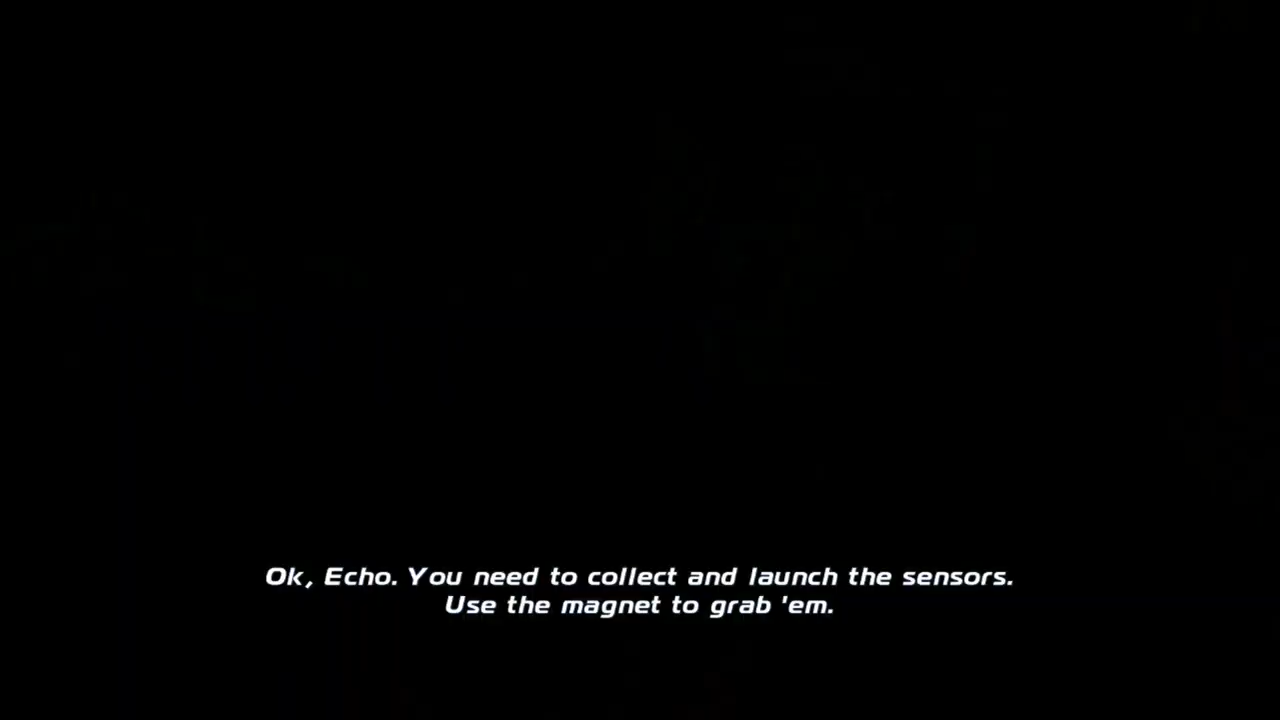 Ok, Echo. You need to collect and launch the sensors.
Use the magnet to grab 'em.